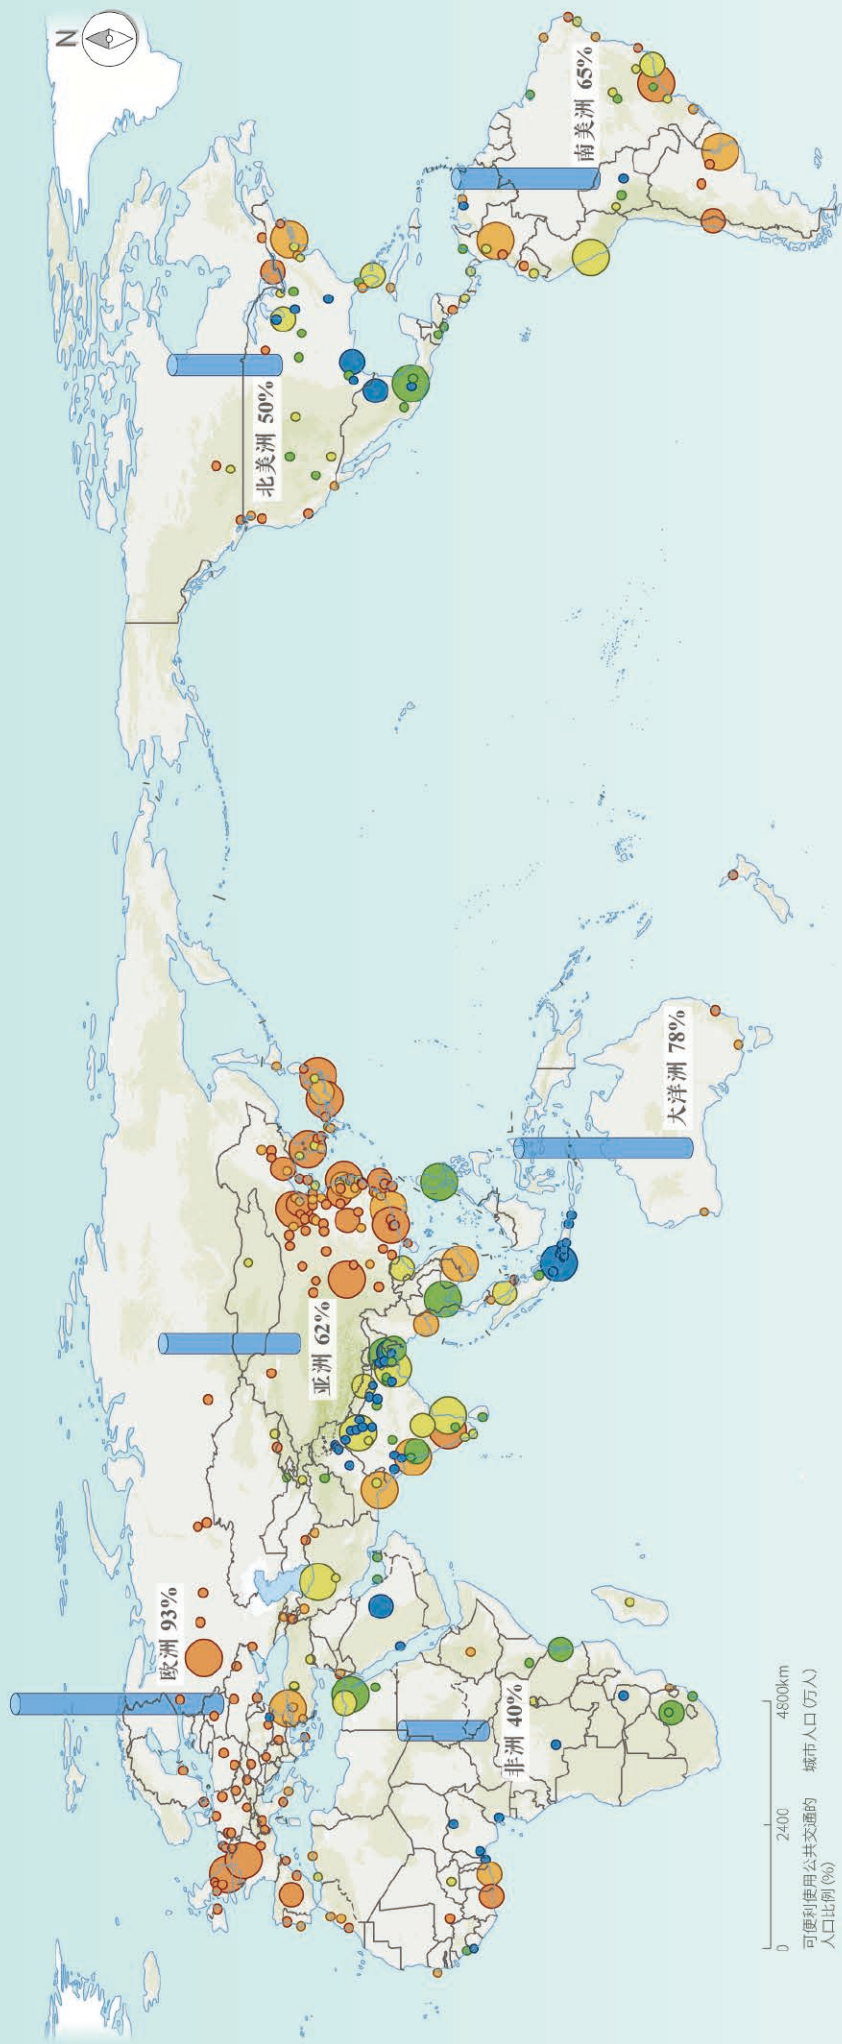 N
欧洲 93%
亚洲 62%
非洲 40%
大洋洲 78%
北美洲 50%
南美洲 65%
0 2400 4800km
可便利使用公共交通的
人口比例 (%)
城市人口 (万人)